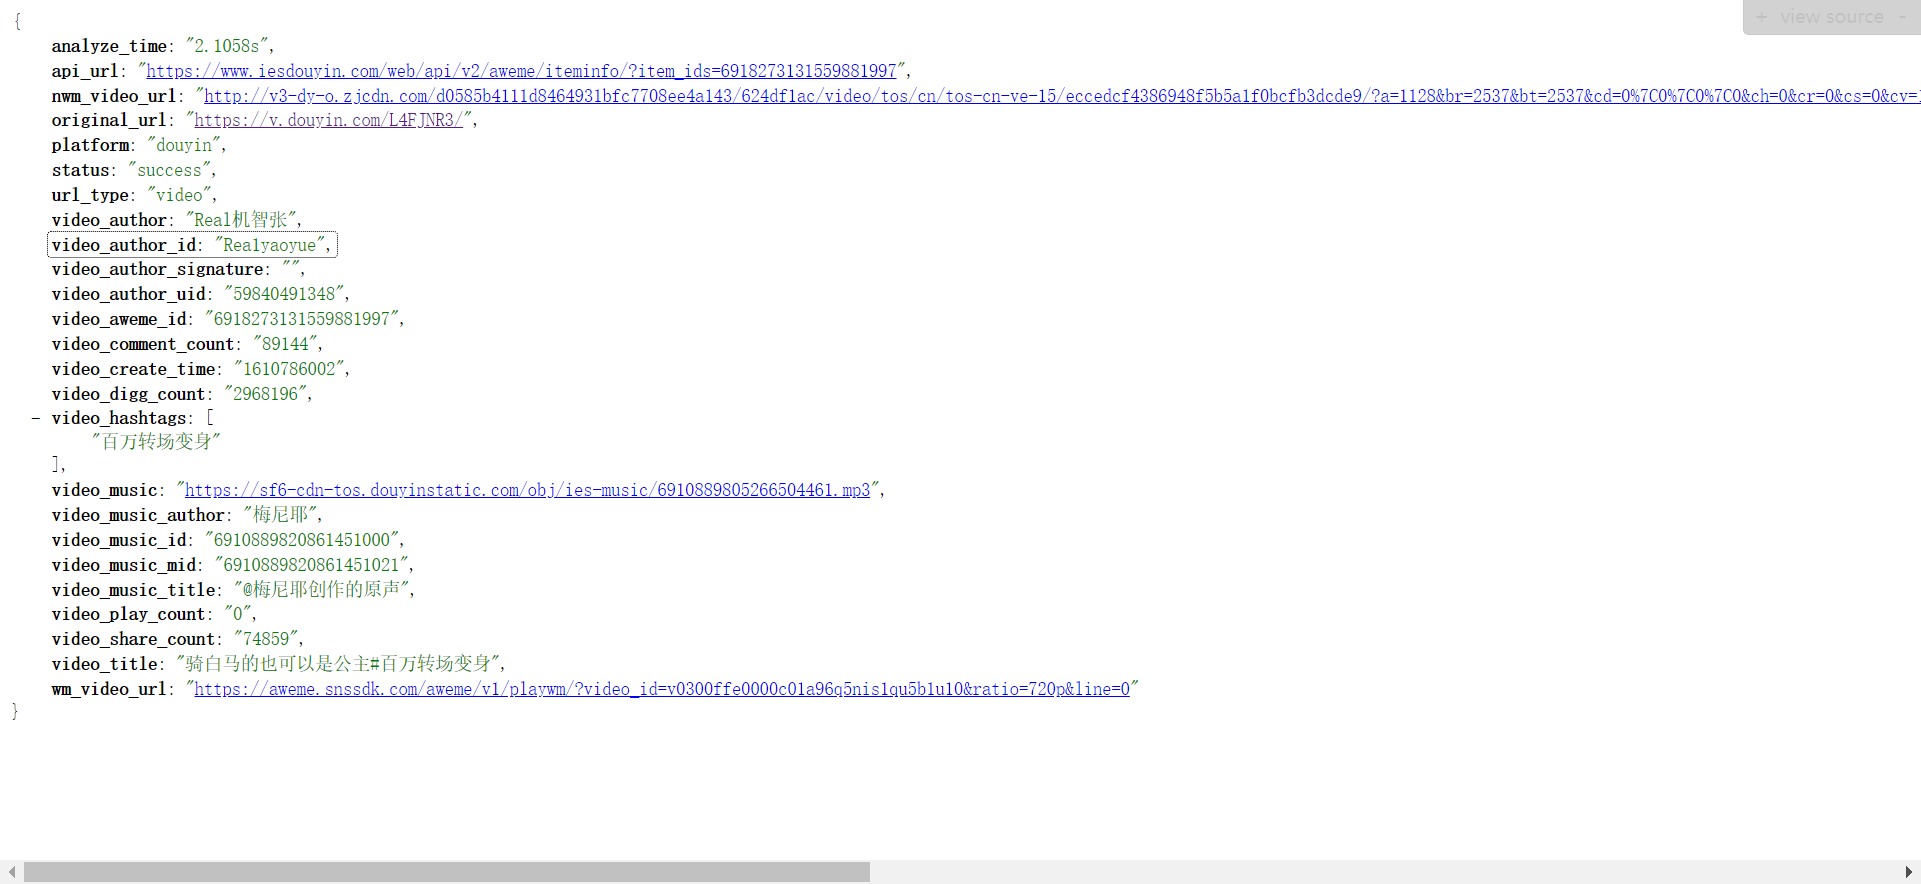 + view source -
{
analyze_time: "2.1058s",
api_url: "https://www.iesdouyin.com/web/api/v2/aweme/iteminfo/?item_ids=6918273131559881997",
nwm_video_url: "http://v3-dy-o.zjcdn.com/d0585b4111d8464931bfc7708ee4a143/624df1ac/video/tos/cn/tos-cn-ve-15/eccedcf4386948f5b5a1f0bcfb3dcde9/?a=1128&br=2537&bt=2537&cd=0%7C0%7C0%7C0&ch=0&cr=0&cs=0&cv=1
original_url: "https://v.douyin.com/L4FJNR3/",
platform: "douyin",
status: "success",
url_type: "video",
video_author: "Real机智张",
video_author_id: "Realyaoyue",
video_author_signature: "",
video_author_uid: "59840491348",
video_aweme_id: "6918273131559881997",
video_comment_count: "89144",
video_create_time: "1610786002",
video_digg_count: "2968196",
- video_hashtags: [
"百万转场变身"
],
video_music: "https://sf6-cdn-tos.douyinstatic.com/obj/ies-music/6910889805266504461.mp3",
video_music_author: "梅尼耶",
video_music_id: "6910889820861451000",
video_music_mid: "6910889820861451021",
video_music_title: "@梅尼耶创作的原声",
video_play_count: "0",
video_share_count: "74859",
video_title: "骑白马的也可以是公主#百万转场变身",
wm_video_url: "https://aweme.snssdk.com/aweme/v1/playwm/?video_id=v0300ffe0000c01a96q5nis1qu5b1u10&ratio=720p&line=0"
}